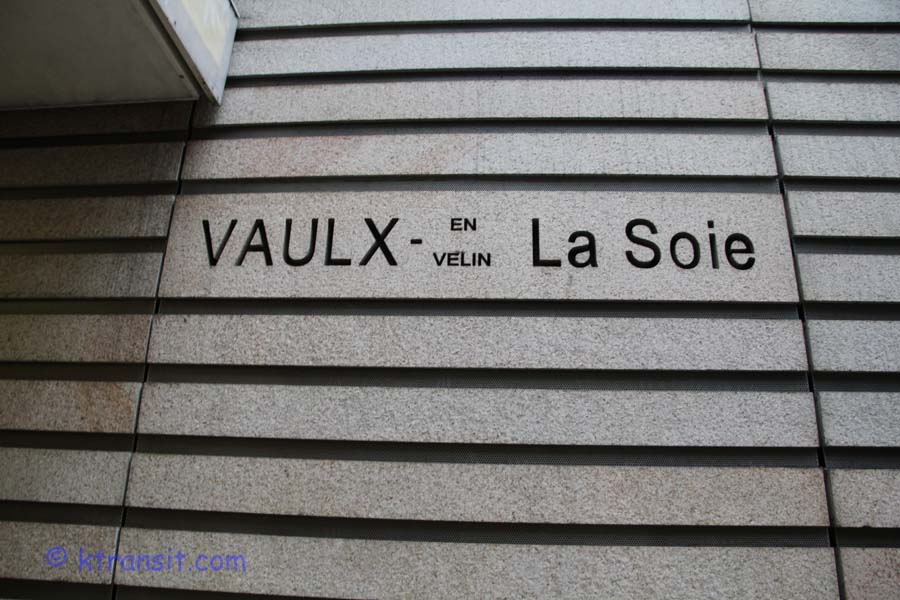 VAULX - EN VELIN La Soie
© ktransit.com